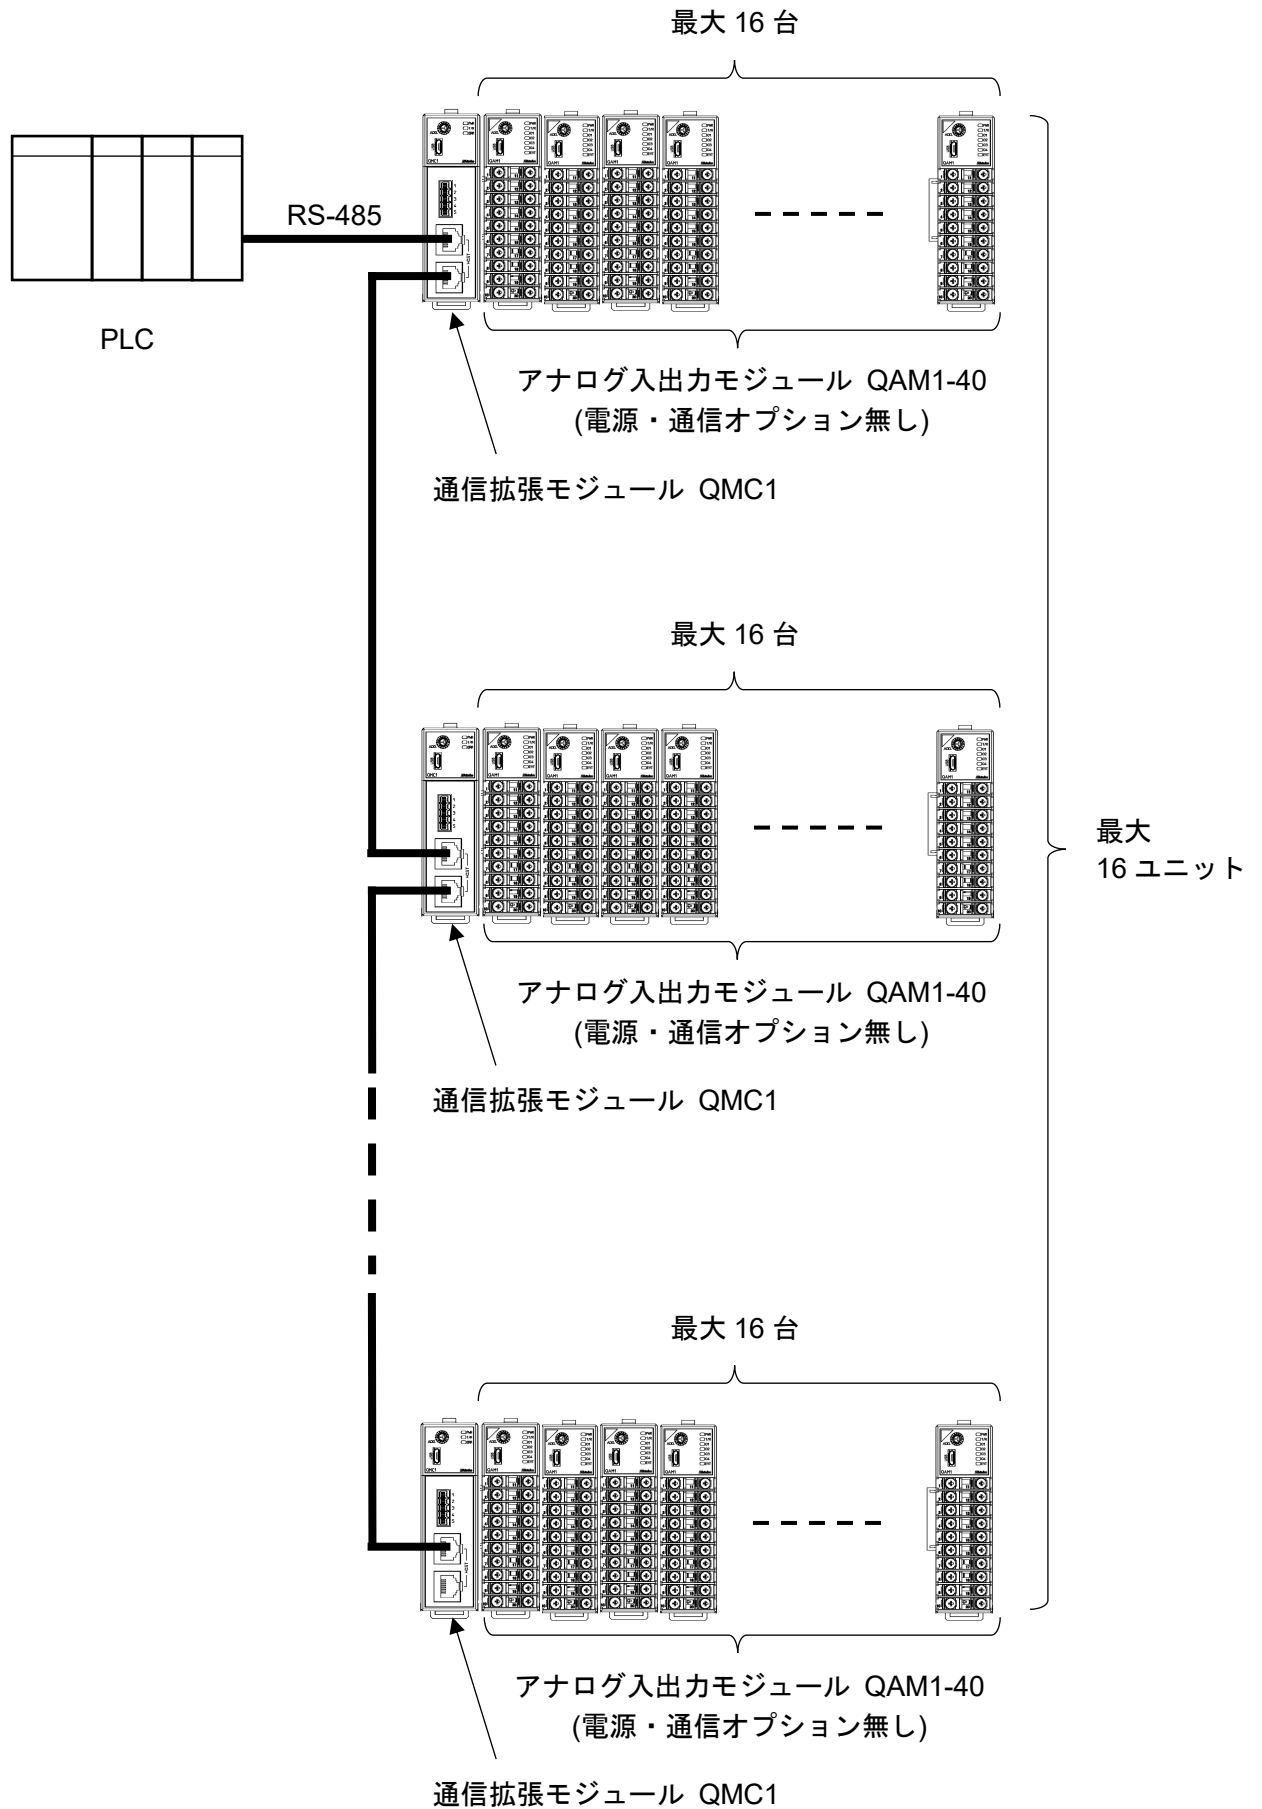 最大 16 台
RS-485
PLC
アナログ入出力モジュール QAM1-40
(電源・通信オプション無し)
通信拡張モジュール QMC1
最大 16 台
最大
16 ユニット
アナログ入出力モジュール QAM1-40
(電源・通信オプション無し)
通信拡張モジュール QMC1
最大 16 台
アナログ入出力モジュール QAM1-40
(電源・通信オプション無し)
通信拡張モジュール QMC1